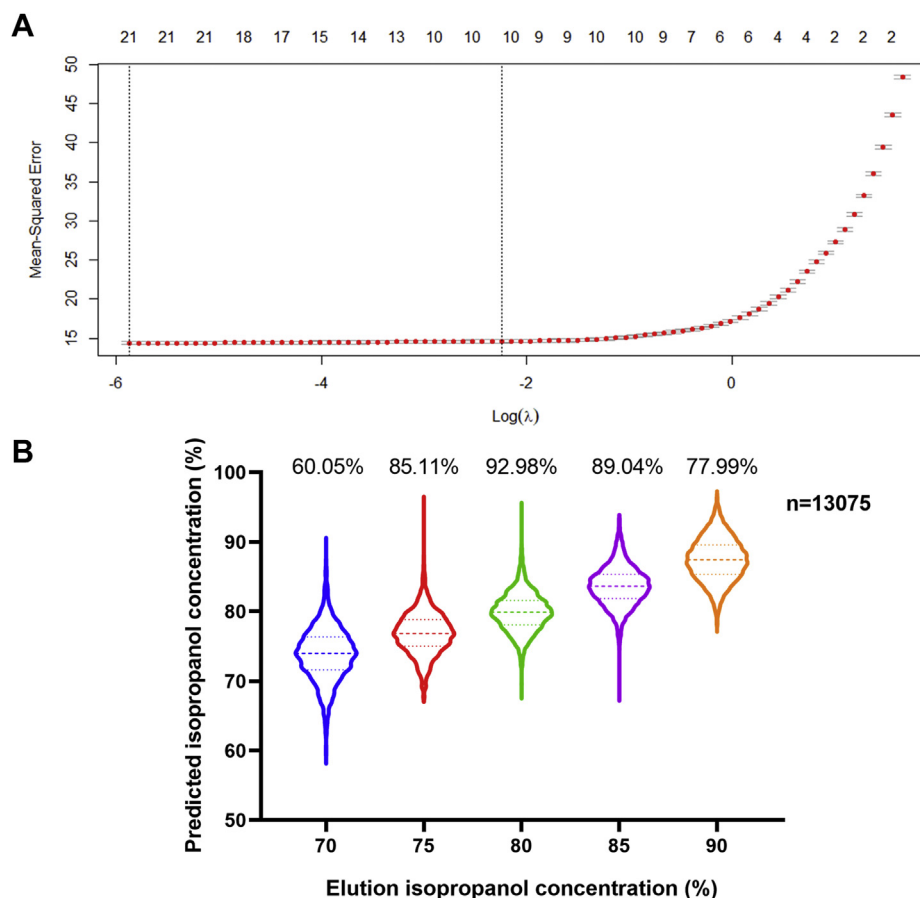 A
21 21 21 18 17 15 14 13 10 10 10 9 9 10 10 9 7 6 6 4 4 2 2 2
50
45
40
35
30
25
20
15
Mean-Squared Error
-6 -4 -2 0
Log(λ)
B
60.05% 85.11% 92.98% 89.04% 77.99%
n=13075
100
90
80
70
60
50
Predicted isopropanol concentration (%)
70 75 80 85 90
Elution isopropanol concentration (%)